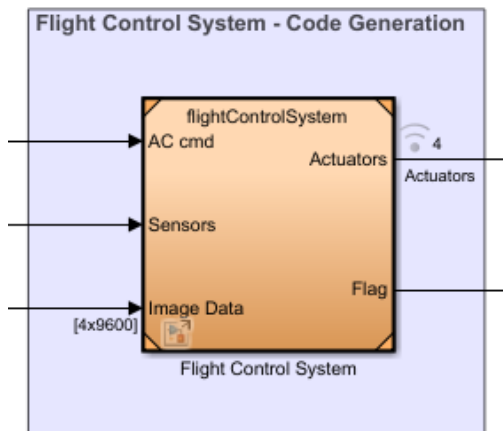 Flight Control System - Code Generation
flightControlSystem
AC cmd
4
Actuators
Actuators
Sensors
Flag
Image Data
[4x9600]
Flight Control System